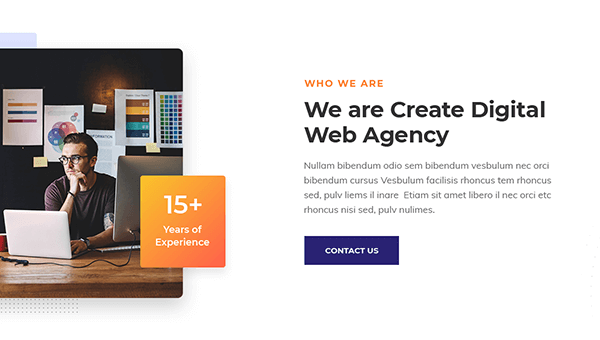 WHO WE ARE
We are Create Digital
Web Agency
Nullam bibendum odio sem bibendum vesbulum nec orci
bibendum cursus Vesbulum facilisis rhoncus tem rhoncus
sed, pulv liems il inare Etiam sit amet libero il nec orci etc
rhoncus nisi sed, pulv nulimes.
CONTACT US
15+
Years of
Experience